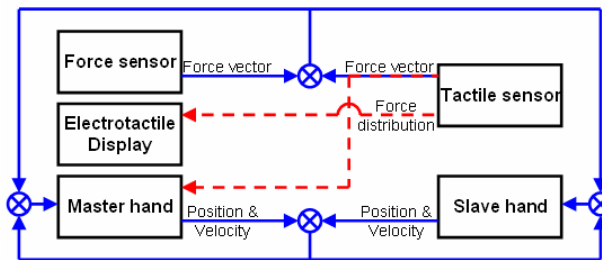 Force sensor
Force vector
Force vector
Tactile sensor
Electrotactile
Display
Force
distribution
Master hand
Position &
Velocity
Position &
Velocity
Slave hand